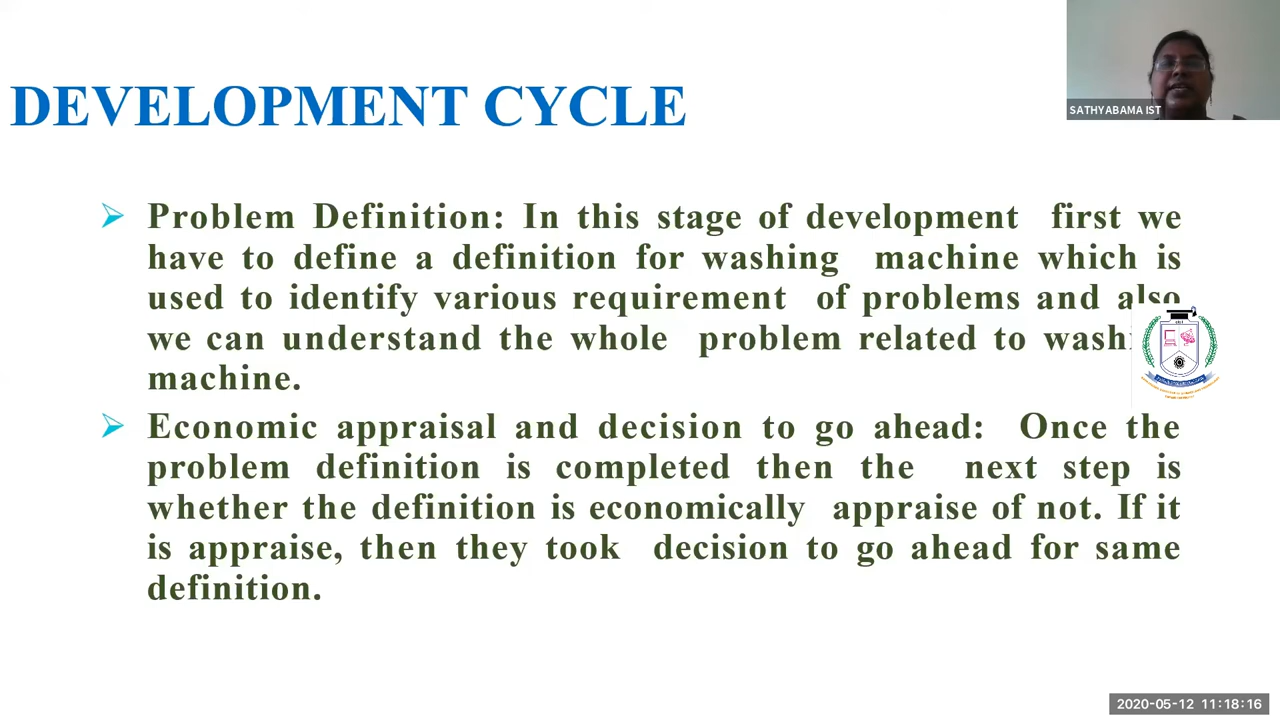 SATHYABAMA IST
DEVELOPMENT CYCLE
Problem Definition: In this stage of development first we
have to define a definition for washing machine which is
used to identify various requirement of problems and also
we can understand the whole problem related to
machine.
Economic appraisal and decision to go ahead: Once the
problem definition is completed then the next step is
whether the definition is economically appraise of not. If it
is appraise, then they took decision to go ahead for same
definition.
2020-05-12 11:18:16